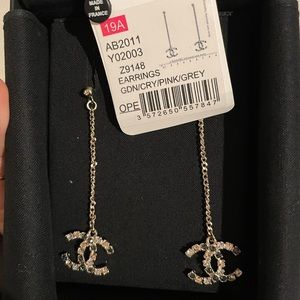 MADE IN
FRANCE
19A
AB2011
Y02003
Z9148
EARRINGS
GDN/CRY/PINK/GREY
OPE
3 572650 557847